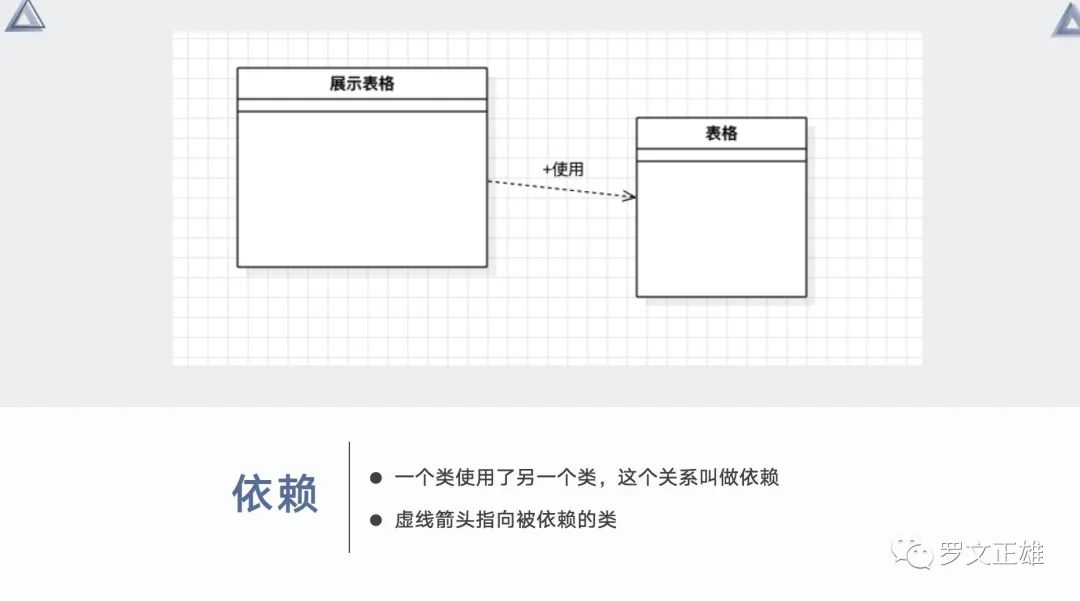 展示表格
表格
+使用
依赖
一个类使用了另一个类，这个关系叫做依赖
虚线箭头指向被依赖的类
罗文正雄